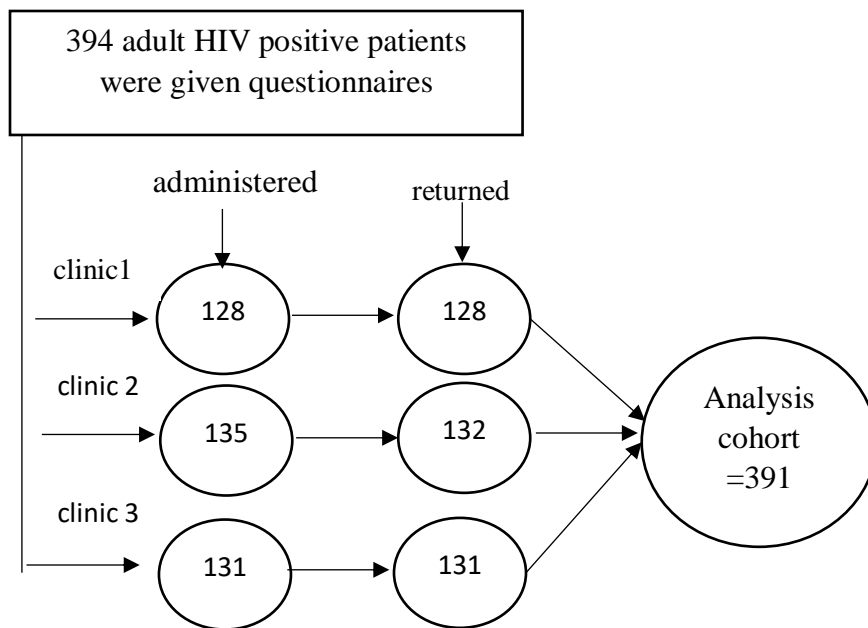 394 adult HIV positive patients
were given questionnaires
administered
returned
clinic1
128
128
clinic 2
135
132
Analysis
cohort
=391
clinic 3
131
131